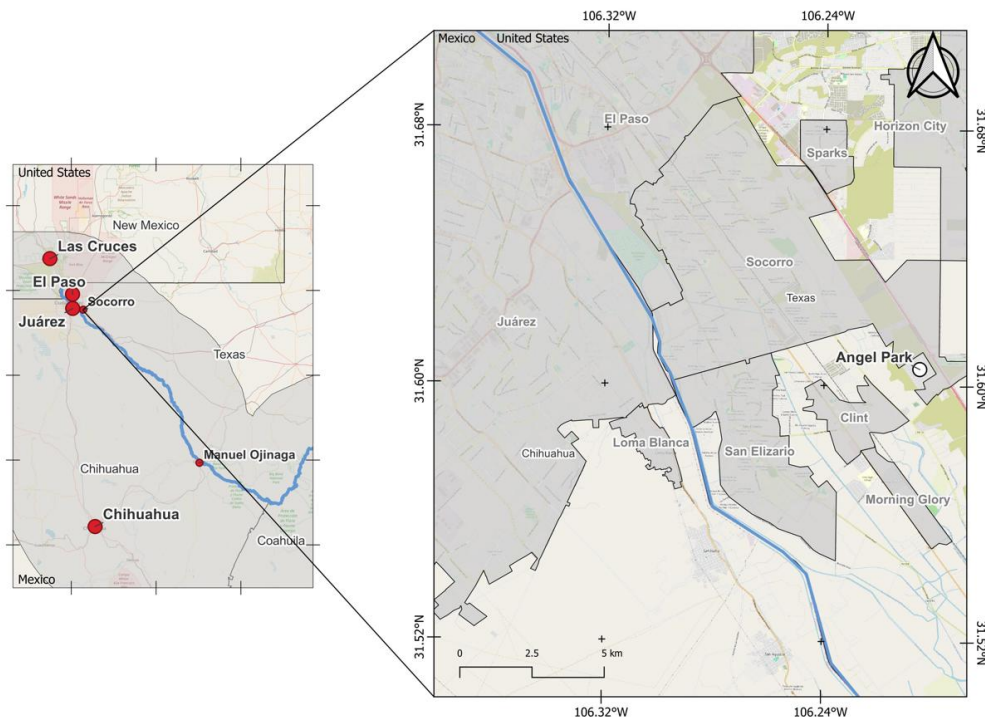 106.32°W
106.24°W
Mexico
United States
31.68°N
31.68°N
El Paso
Horizon City
Sparks
United States
New Mexico
Las Cruces
El Paso
Socorro
Juárez
Texas
Manuel Ojinaga
Chihuahua
Chihuahua
Coahuila
Mexico
Socorro
Texas
Juárez
Angel Park
31.60°N
31.60°N
Clint
Loma Blanca
San Elizario
Chihuahua
Morning Glory
31.52°N
31.52°N
0
2.5
5 km
106.32°W
106.24°W